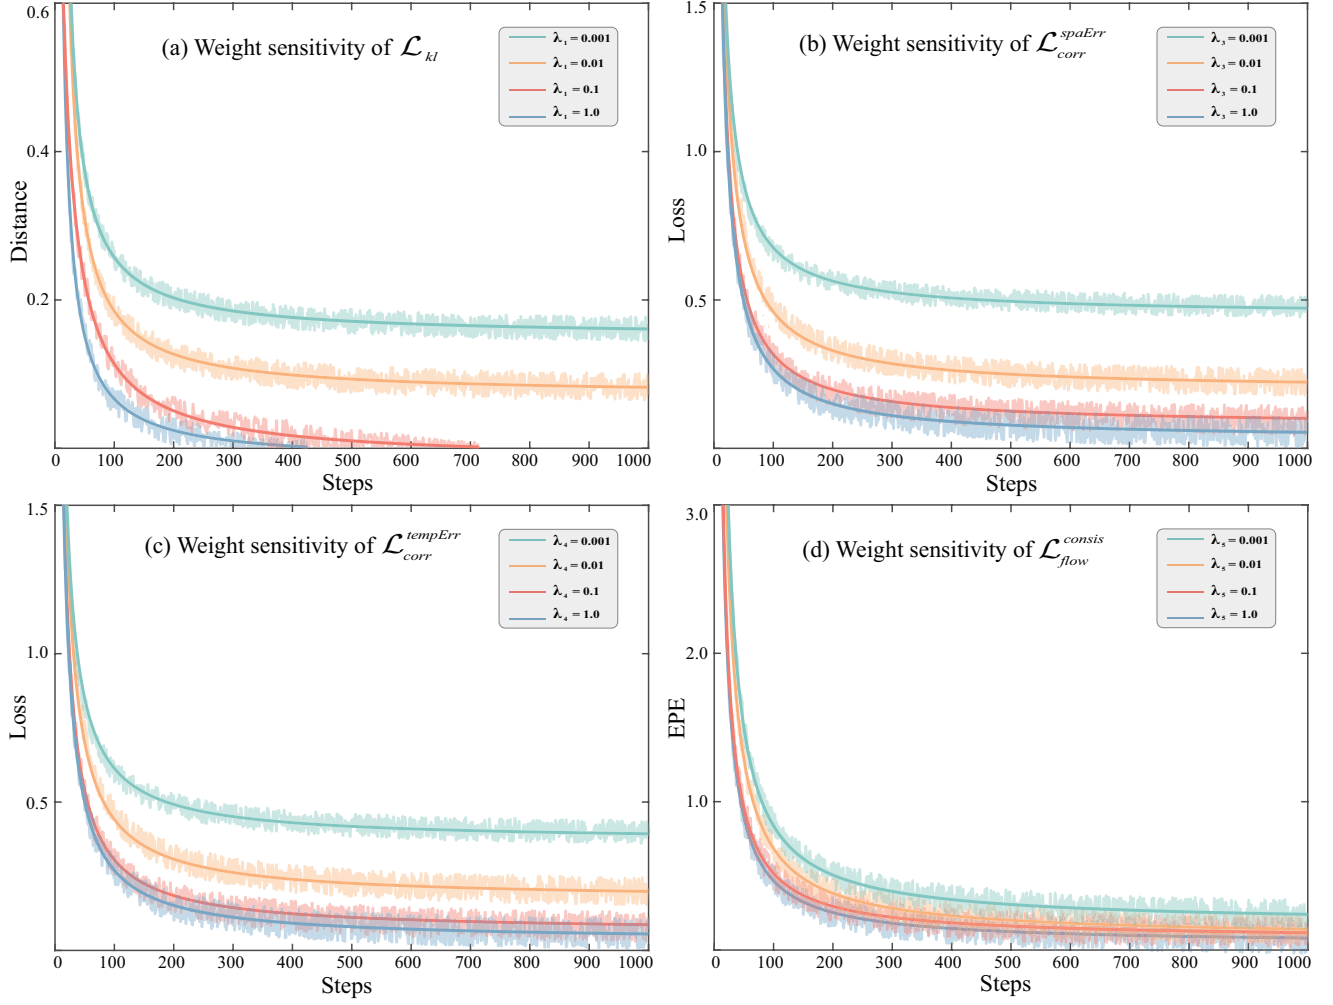 (a) Weight sensitivity of 𝓛kl
λ₁ = 0.001
λ₁ = 0.01
λ₁ = 0.1
λ₁ = 1.0
0.6
0.4
0.2
Distance
0 100 200 300 400 500 600 700 800 900 1000
Steps
(b) Weight sensitivity of 𝓛corr^spaErr
λ₃ = 0.001
λ₃ = 0.01
λ₃ = 0.1
λ₃ = 1.0
1.5
1.0
0.5
Loss
0 100 200 300 400 500 600 700 800 900 1000
Steps
(c) Weight sensitivity of 𝓛corr^tempErr
λ₄ = 0.001
λ₄ = 0.01
λ₄ = 0.1
λ₄ = 1.0
1.5
1.0
0.5
Loss
0 100 200 300 400 500 600 700 800 900 1000
Steps
(d) Weight sensitivity of 𝓛flow^consis
λ₅ = 0.001
λ₅ = 0.01
λ₅ = 0.1
λ₅ = 1.0
3.0
2.0
1.0
EPE
0 100 200 300 400 500 600 700 800 900 1000
Steps